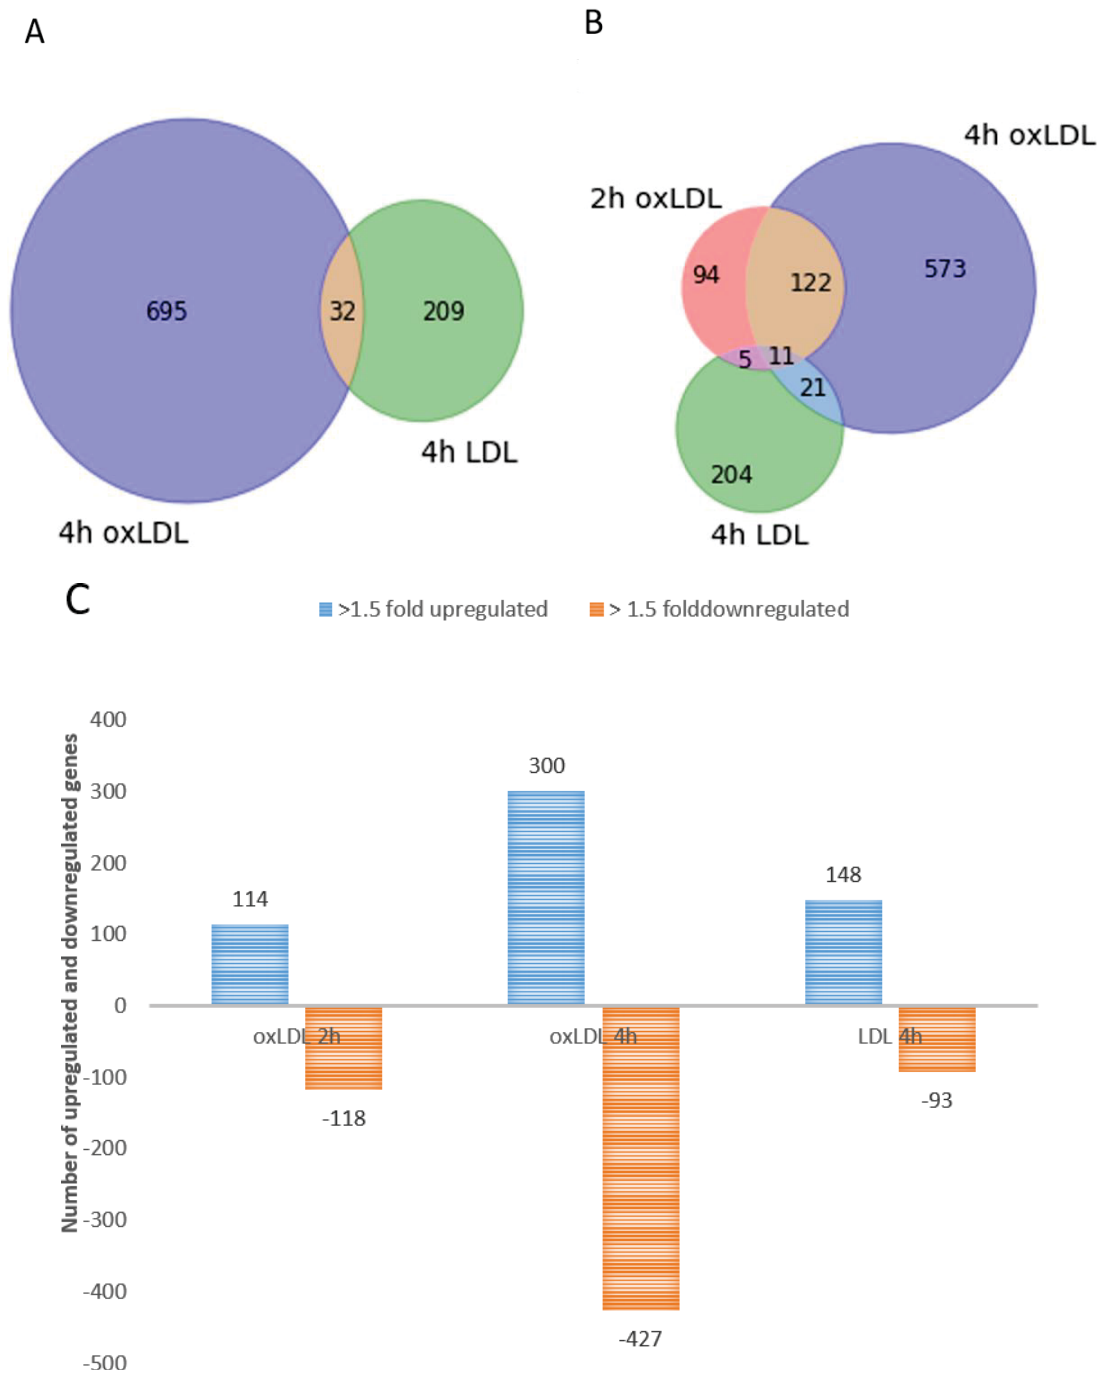 A
B
4h oxLDL
2h oxLDL
94
122
573
695
32
209
5
11
21
204
4h LDL
4h oxLDL
4h LDL
C
>1.5 fold upregulated
> 1.5 folddownregulated
Number of upregulated and downregulated genes
400
300
200
100
0
-100
-200
-300
-400
-500
114
300
148
oxLDL 2h
oxLDL 4h
LDL 4h
-118
-427
-93